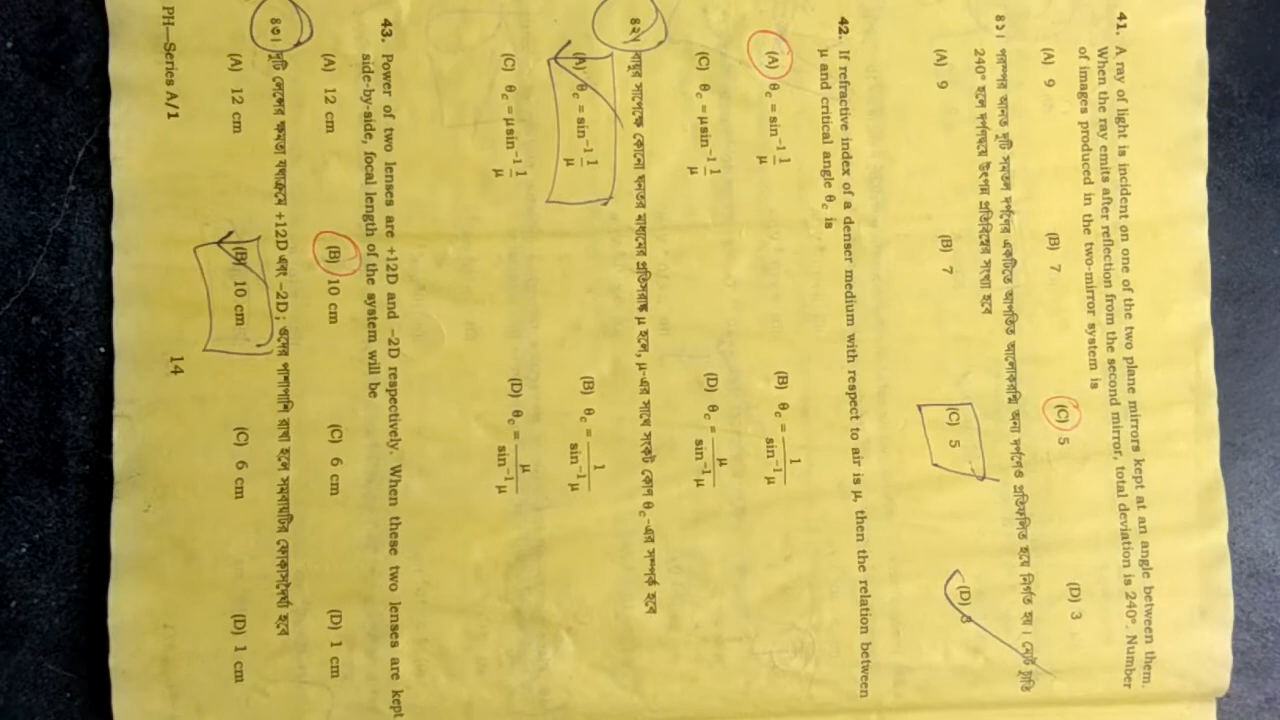 41. A ray of light is incident on one of the two plane mirrors kept at an angle between them.
When the ray emits after reflection from the second mirror, total deviation is 240°. Number
of images produced in the two-mirror system is
(A) 9 (B) 7 (C) 5 (D) 3
৪১। পরস্পর আনত দুটি সমতল দর্পণের একটিতে আপতিত আলোকরশ্মি অন্য দর্পণেও প্রতিফলিত হয়ে নির্গত হয়। মোট চ্যুতি
240° হলে দর্পণদ্বয়ে উৎপন্ন প্রতিবিম্বের সংখ্যা হবে
(A) 9 (B) 7 (C) 5 (D) 3
42. If refractive index of a denser medium with respect to air is μ, then the relation between
μ and critical angle θc is
(A) θc = sin⁻¹ 1/μ (B) θc = 1/sin⁻¹μ
(C) θc = μ sin⁻¹ 1/μ (D) θc = μ/sin⁻¹μ
৪২। বায়ুর সাপেক্ষে কোনো ঘনতর মাধ্যমের প্রতিসরাঙ্ক μ হলে, μ-এর সাথে সংকট কোণ θc-এর সম্পর্ক হবে
(A) θc = sin⁻¹ 1/μ (B) θc = 1/sin⁻¹μ
(C) θc = μ sin⁻¹ 1/μ (D) θc = μ/sin⁻¹μ
43. Power of two lenses are +12D and –2D respectively. When these two lenses are kept
side-by-side, focal length of the system will be
(A) 12 cm (B) 10 cm (C) 6 cm (D) 1 cm
৪৩। দুটি লেন্সের ক্ষমতা যথাক্রমে +12D এবং –2D; ওদের পাশাপাশি রাখা হলে সমবায়টির ফোকাসদৈর্ঘ্য হবে
(A) 12 cm (B) 10 cm (C) 6 cm (D) 1 cm
PH—Series A/1 14